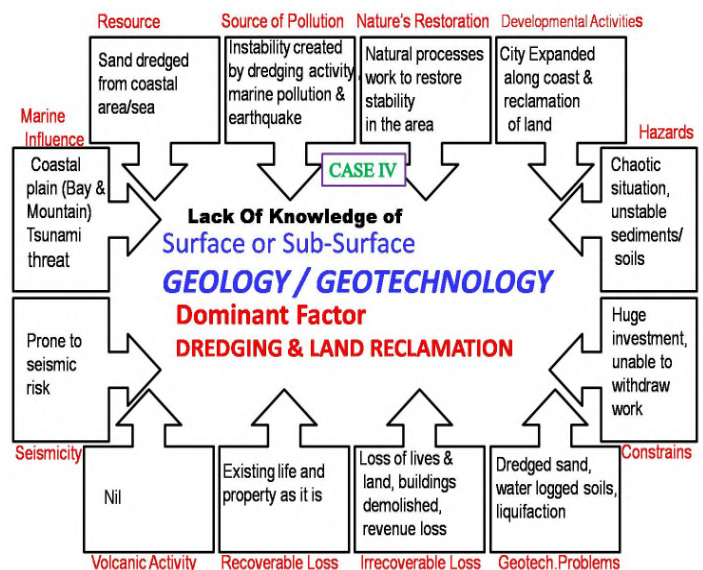 Resource
Source of Pollution
Nature's Restoration
Developmental Activities
Sand dredged
from coastal
area/sea
Instability created
by dredging activity,
marine pollution &
earthquake
Natural processes
work to restore
stability
in the area
City Expanded
along coast &
reclamation
of land
Marine
Influence
Hazards
Coastal
plain (Bay &
Mountain)
Tsunami
threat
CASE IV
Lack Of Knowledge of
Surface or Sub-Surface
GEOLOGY / GEOTECHNOLOGY
Dominant Factor
DREDGING & LAND RECLAMATION
Chaotic
situation,
unstable
sediments/
soils
Prone to
seismic
risk
Huge
investment,
unable to
withdraw
work
Seismicity
Constrains
Nil
Existing life and
property as it is
Loss of lives &
land, buildings
demolished,
revenue loss
Dredged sand,
water logged soils,
liquifaction
Volcanic Activity
Recoverable Loss
Irrecoverable Loss
Geotech.Problems